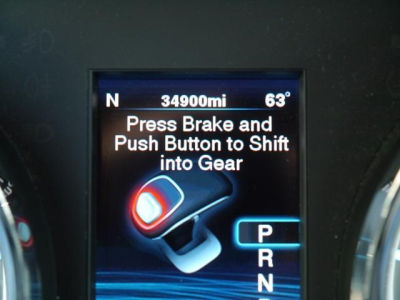 N 34900mi 63°
Press Brake and
Push Button to Shift
into Gear
P
R
N